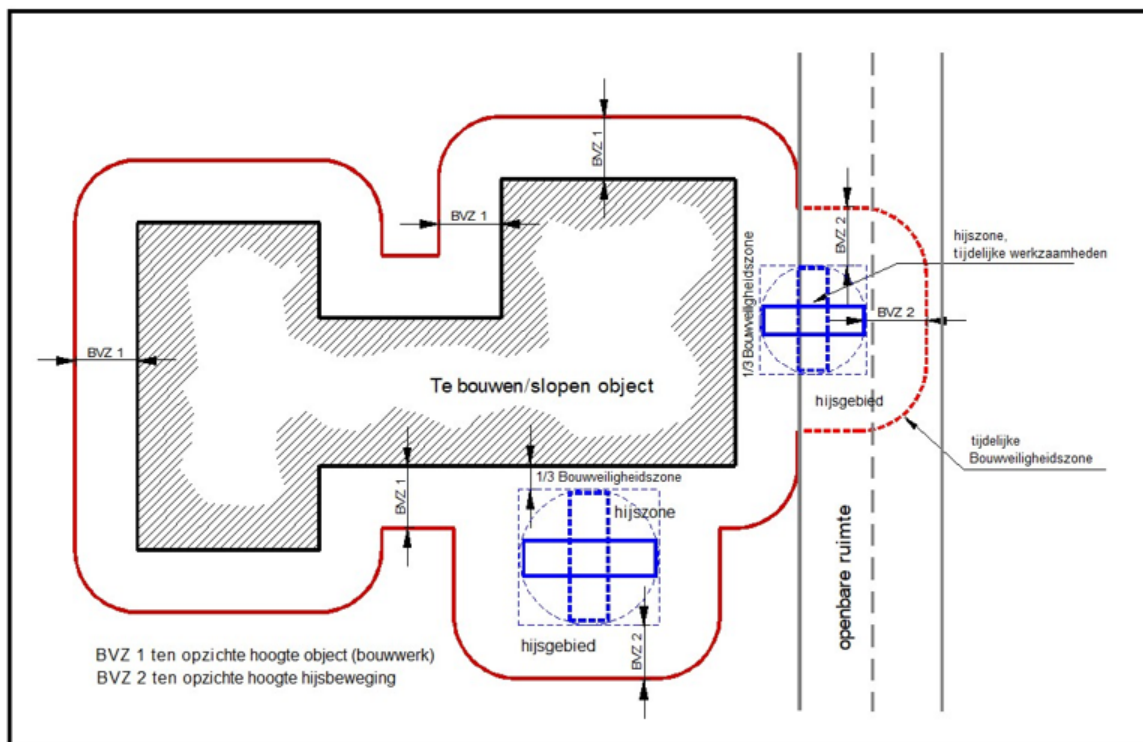 BVZ 1
BVZ 1
BVZ 2
hijszone,
tijdelijke werkzaamheden
1/3 Bouwveiligheidszone
BVZ 2
BVZ 1
Te bouwen/slopen object
hijsgebied
tijdelijke
Bouwveiligheidszone
1/3 Bouwveiligheidszone
BVZ 1
hijszone
openbare ruimte
hijsgebied
BVZ 2
BVZ 1 ten opzichte hoogte object (bouwwerk)
BVZ 2 ten opzichte hoogte hijsbeweging